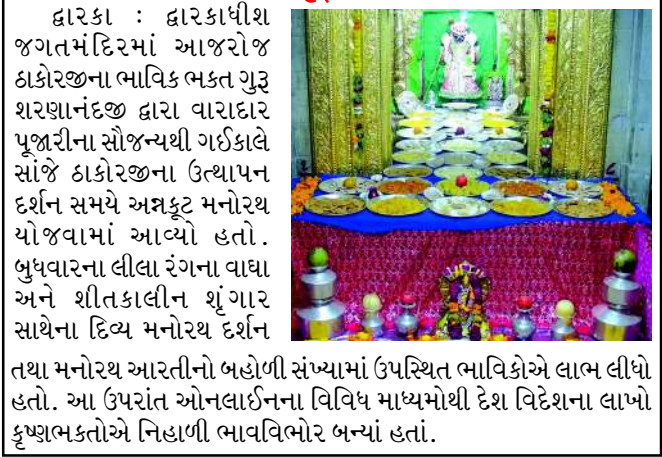 દ્વારકા : દ્વારકાધીશ
જગતમંદિરમાં આજરોજ
ઠાકોરજીના ભાવિક ભકત ગુરૂ
શરણાનંદજી દ્વારા વારાદાર
પૂજારીના સૌજન્યથી ગઈકાલે
સાંજે ઠાકોરજીના ઉત્થાપન
દર્શન સમયે અન્નકૂટ મનોરથ
યોજવામાં આવ્યો હતો.
બુધવારના લીલા રંગના વાઘા
અને શીતકાલીન શૃંગાર
સાથેના દિવ્ય મનોરથ દર્શન
તથા મનોરથ આરતીનો બહોળી સંખ્યામાં ઉપસ્થિત ભાવિકોએ લાભ લીધો
હતો. આ ઉપરાંત ઓનલાઈનના વિવિધ માધ્યમોથી દેશ વિદેશના લાખો
કૃષ્ણભકતોએ નિહાળી ભાવવિભોર બન્યાં હતાં.